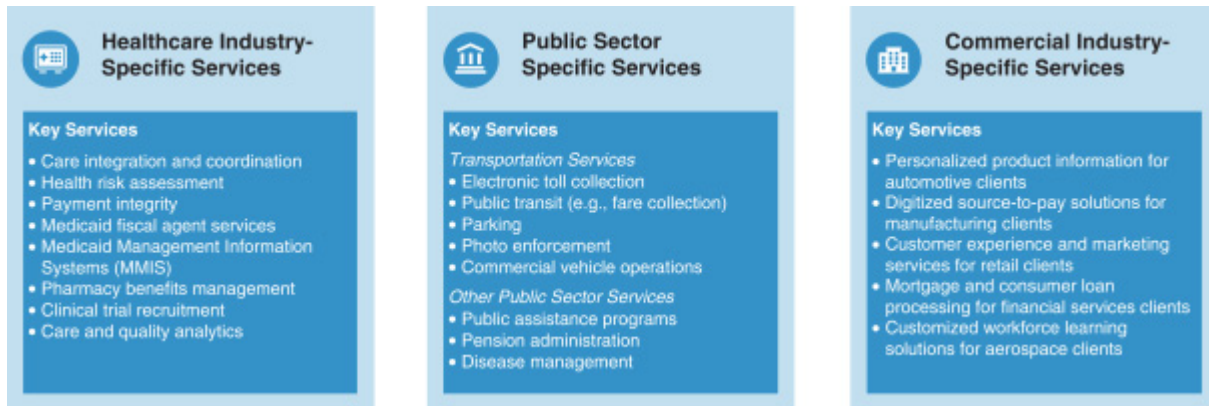 Healthcare Industry-
Specific Services
Key Services
• Care integration and coordination
• Health risk assessment
• Payment integrity
• Medicaid fiscal agent services
• Medicaid Management Information
Systems (MMIS)
• Pharmacy benefits management
• Clinical trial recruitment
• Care and quality analytics
Public Sector
Specific Services
Key Services
Transportation Services
• Electronic toll collection
• Public transit (e.g., fare collection)
• Parking
• Photo enforcement
• Commercial vehicle operations
Other Public Sector Services
• Public assistance programs
• Pension administration
• Disease management
Commercial Industry-
Specific Services
Key Services
• Personalized product information for
automotive clients
• Digitized source-to-pay solutions for
manufacturing clients
• Customer experience and marketing
services for retail clients
• Mortgage and consumer loan
processing for financial services clients
• Customized workforce learning
solutions for aerospace clients